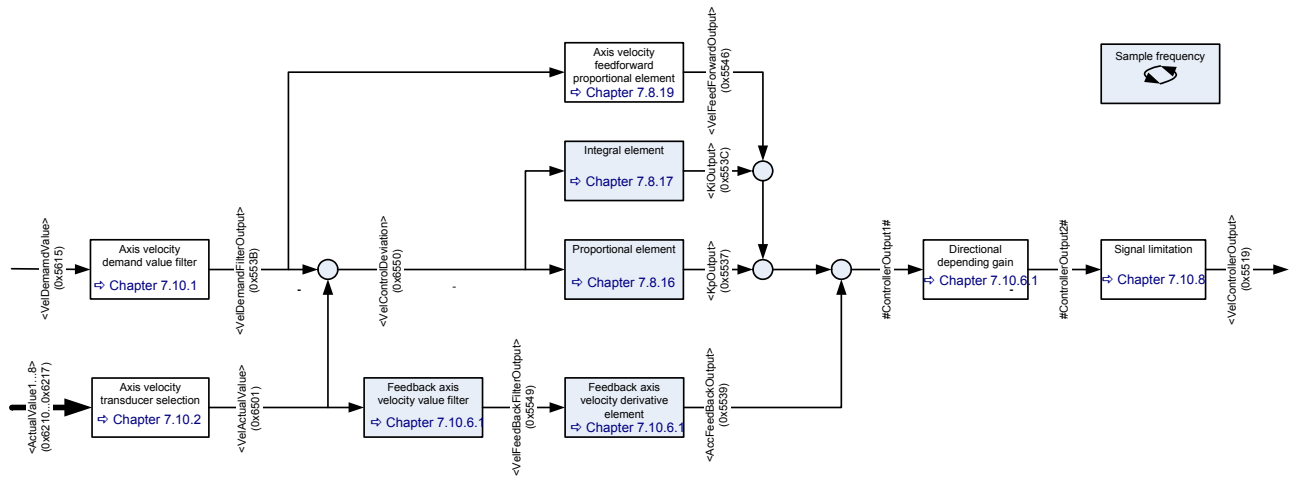 Axis velocity
feedforward
proportional element
⇨ Chapter 7.8.19
<VelFeedForwardOutput>
(0x5546)
Sample frequency
Integral element
⇨ Chapter 7.8.17
<KiOutput>
(0x553C)
<VelDemandValue>
(0x5615)
Axis velocity
demand value filter
⇨ Chapter 7.10.1
<VelDemandFilterOutput>
(0x553B)
-
<VelControlDeviation>
(0x6550)
-
Proportional element
⇨ Chapter 7.8.16
<KpOutput>
(0x5537)
#ControllerOutput1#
Directional
depending gain
⇨ Chapter 7.10.6.1
-
#ControllerOutput2#
Signal limitation
⇨ Chapter 7.10.8
<VelControllerOutput>
(0x5519)
<ActualValue1...8>
(0x6210...0x6217)
Axis velocity
transducer selection
⇨ Chapter 7.10.2
<VelActualValue>
(0x6501)
Feedback axis
velocity value filter
⇨ Chapter 7.10.6.1
<VelFeedBackFilterOutput>
(0x5549)
Feedback axis
velocity derivative
element
⇨ Chapter 7.10.6.1
<AccFeedBackOutput>
(0x5539)